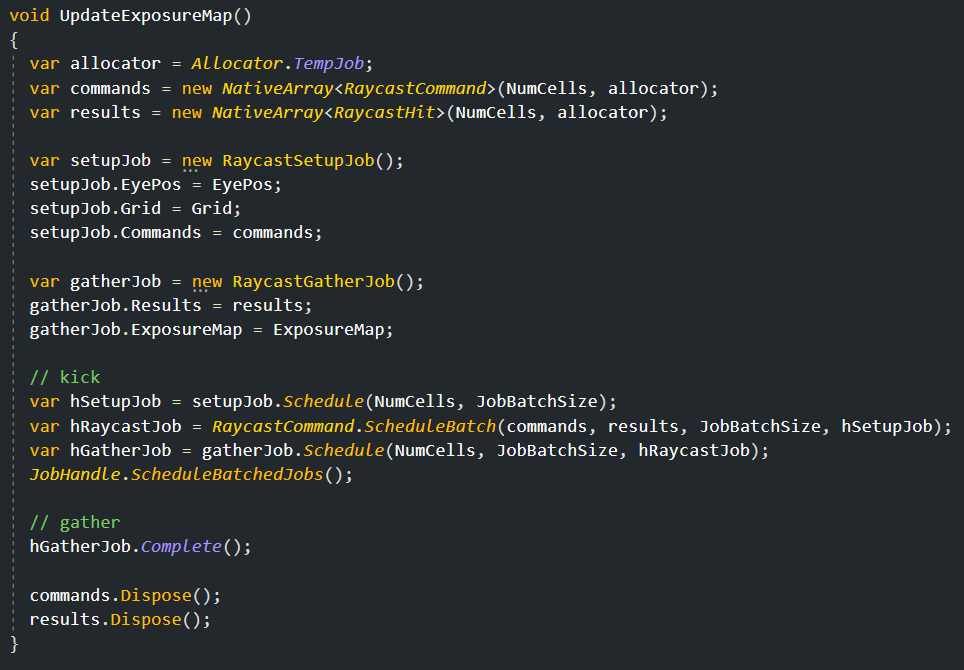 void UpdateExposureMap()
{
  var allocator = Allocator.TempJob;
  var commands = new NativeArray<RaycastCommand>(NumCells, allocator);
  var results = new NativeArray<RaycastHit>(NumCells, allocator);

  var setupJob = new RaycastSetupJob();
  setupJob.EyePos = EyePos;
  setupJob.Grid = Grid;
  setupJob.Commands = commands;

  var gatherJob = new RaycastGatherJob();
  gatherJob.Results = results;
  gatherJob.ExposureMap = ExposureMap;

  // kick
  var hSetupJob = setupJob.Schedule(NumCells, JobBatchSize);
  var hRaycastJob = RaycastCommand.ScheduleBatch(commands, results, JobBatchSize, hSetupJob);
  var hGatherJob = gatherJob.Schedule(NumCells, JobBatchSize, hRaycastJob);
  JobHandle.ScheduleBatchedJobs();

  // gather
  hGatherJob.Complete();

  commands.Dispose();
  results.Dispose();
}